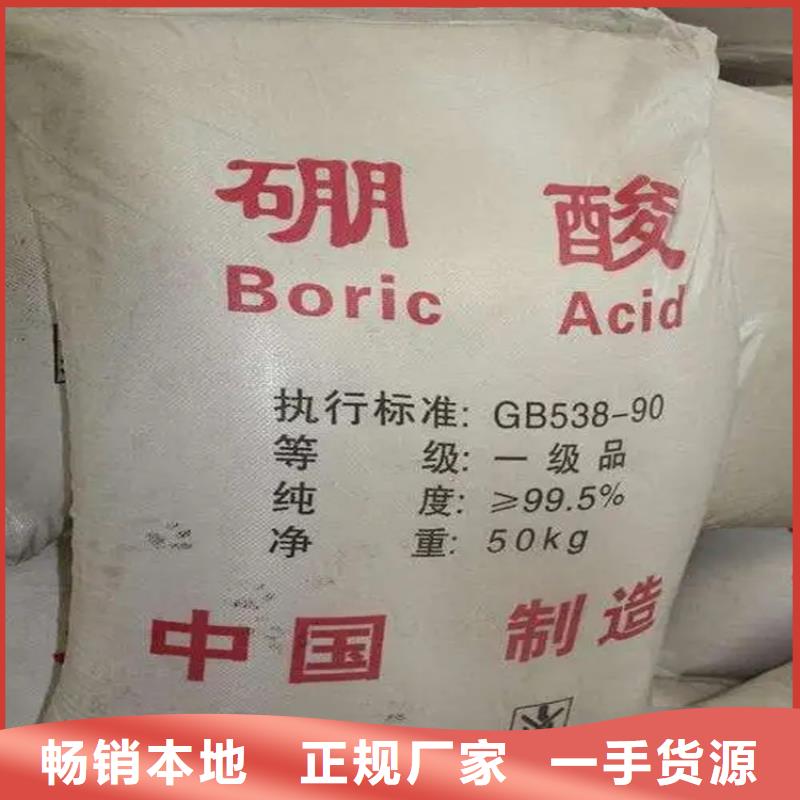 硼 酸
Boric Acid
执行标准: GB538-90
等 级: 一级品
纯 度: ≥99.5%
净 重: 50kg
中国 制造
畅销本地 正规厂家 一手货源